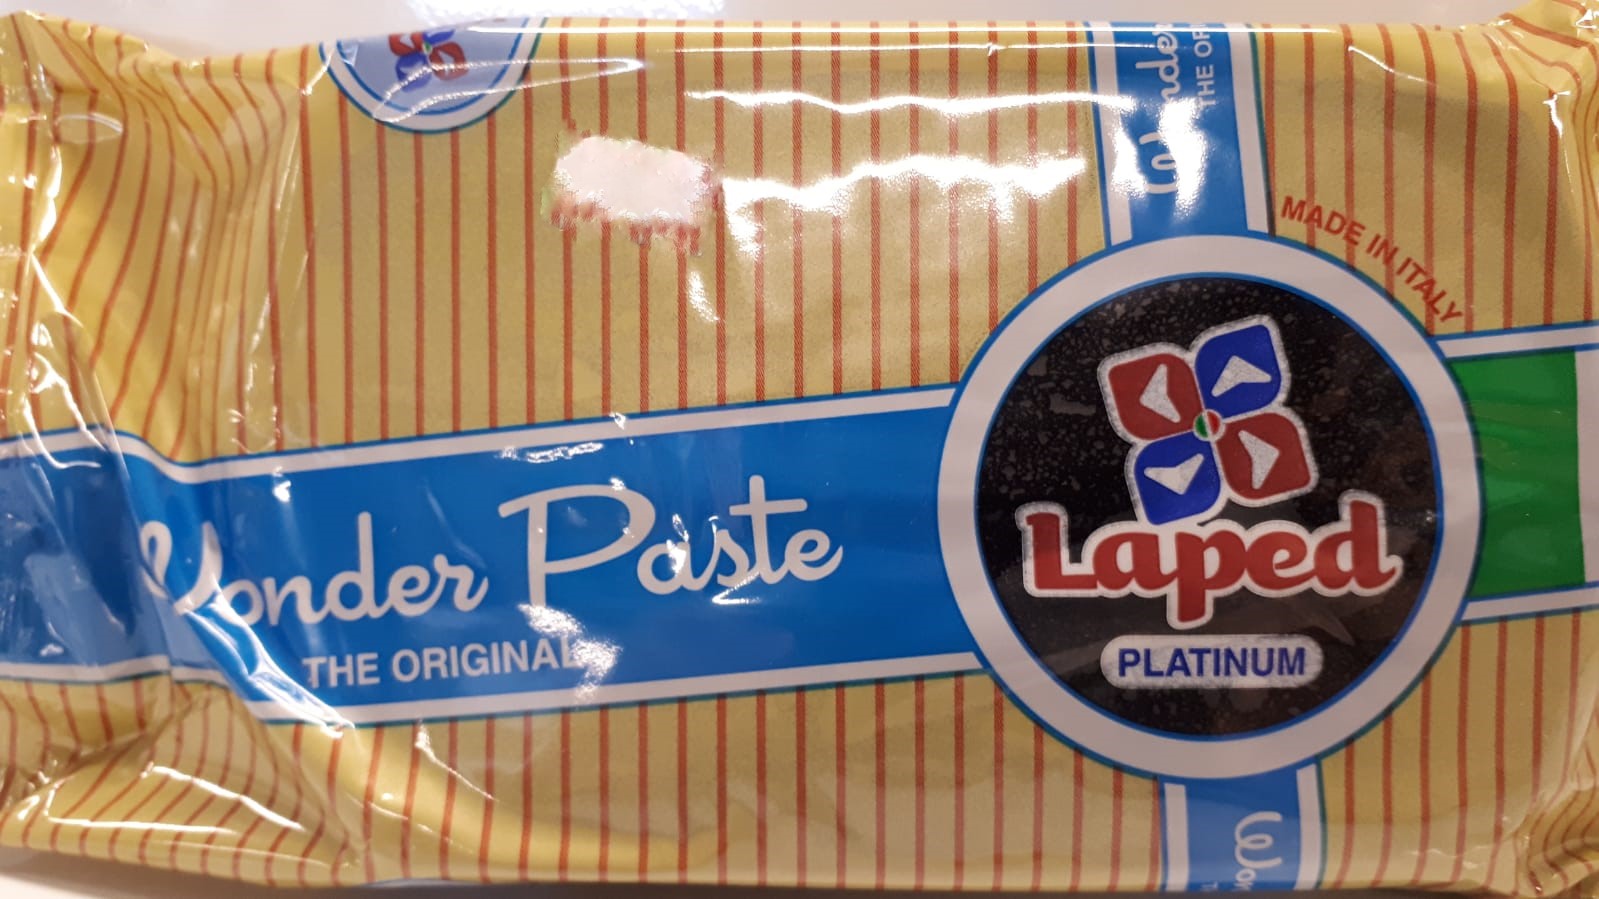 MADE IN ITALY
Wonder Paste
THE ORIGINAL
Laped
PLATINUM